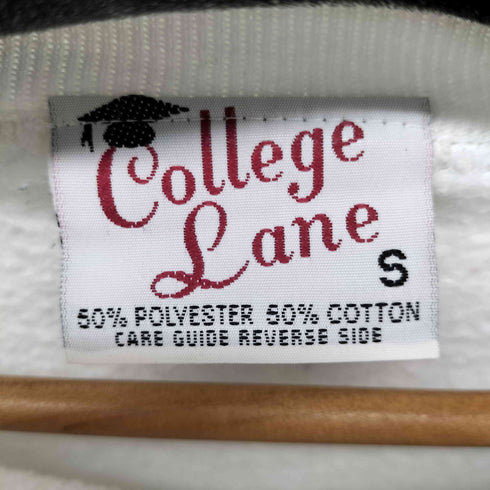 College
Lane
S
50% POLYESTER 50% COTTON
CARE GUIDE REVERSE SIDE